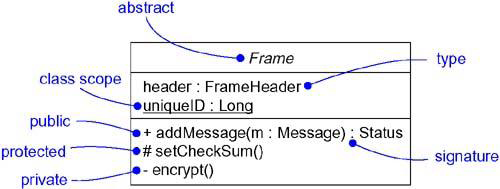 abstract
Frame
type
header : FrameHeader
class scope
uniqueID : Long
public
+ addMessage(m : Message) : Status
protected
# setCheckSum()
signature
private
- encrypt()